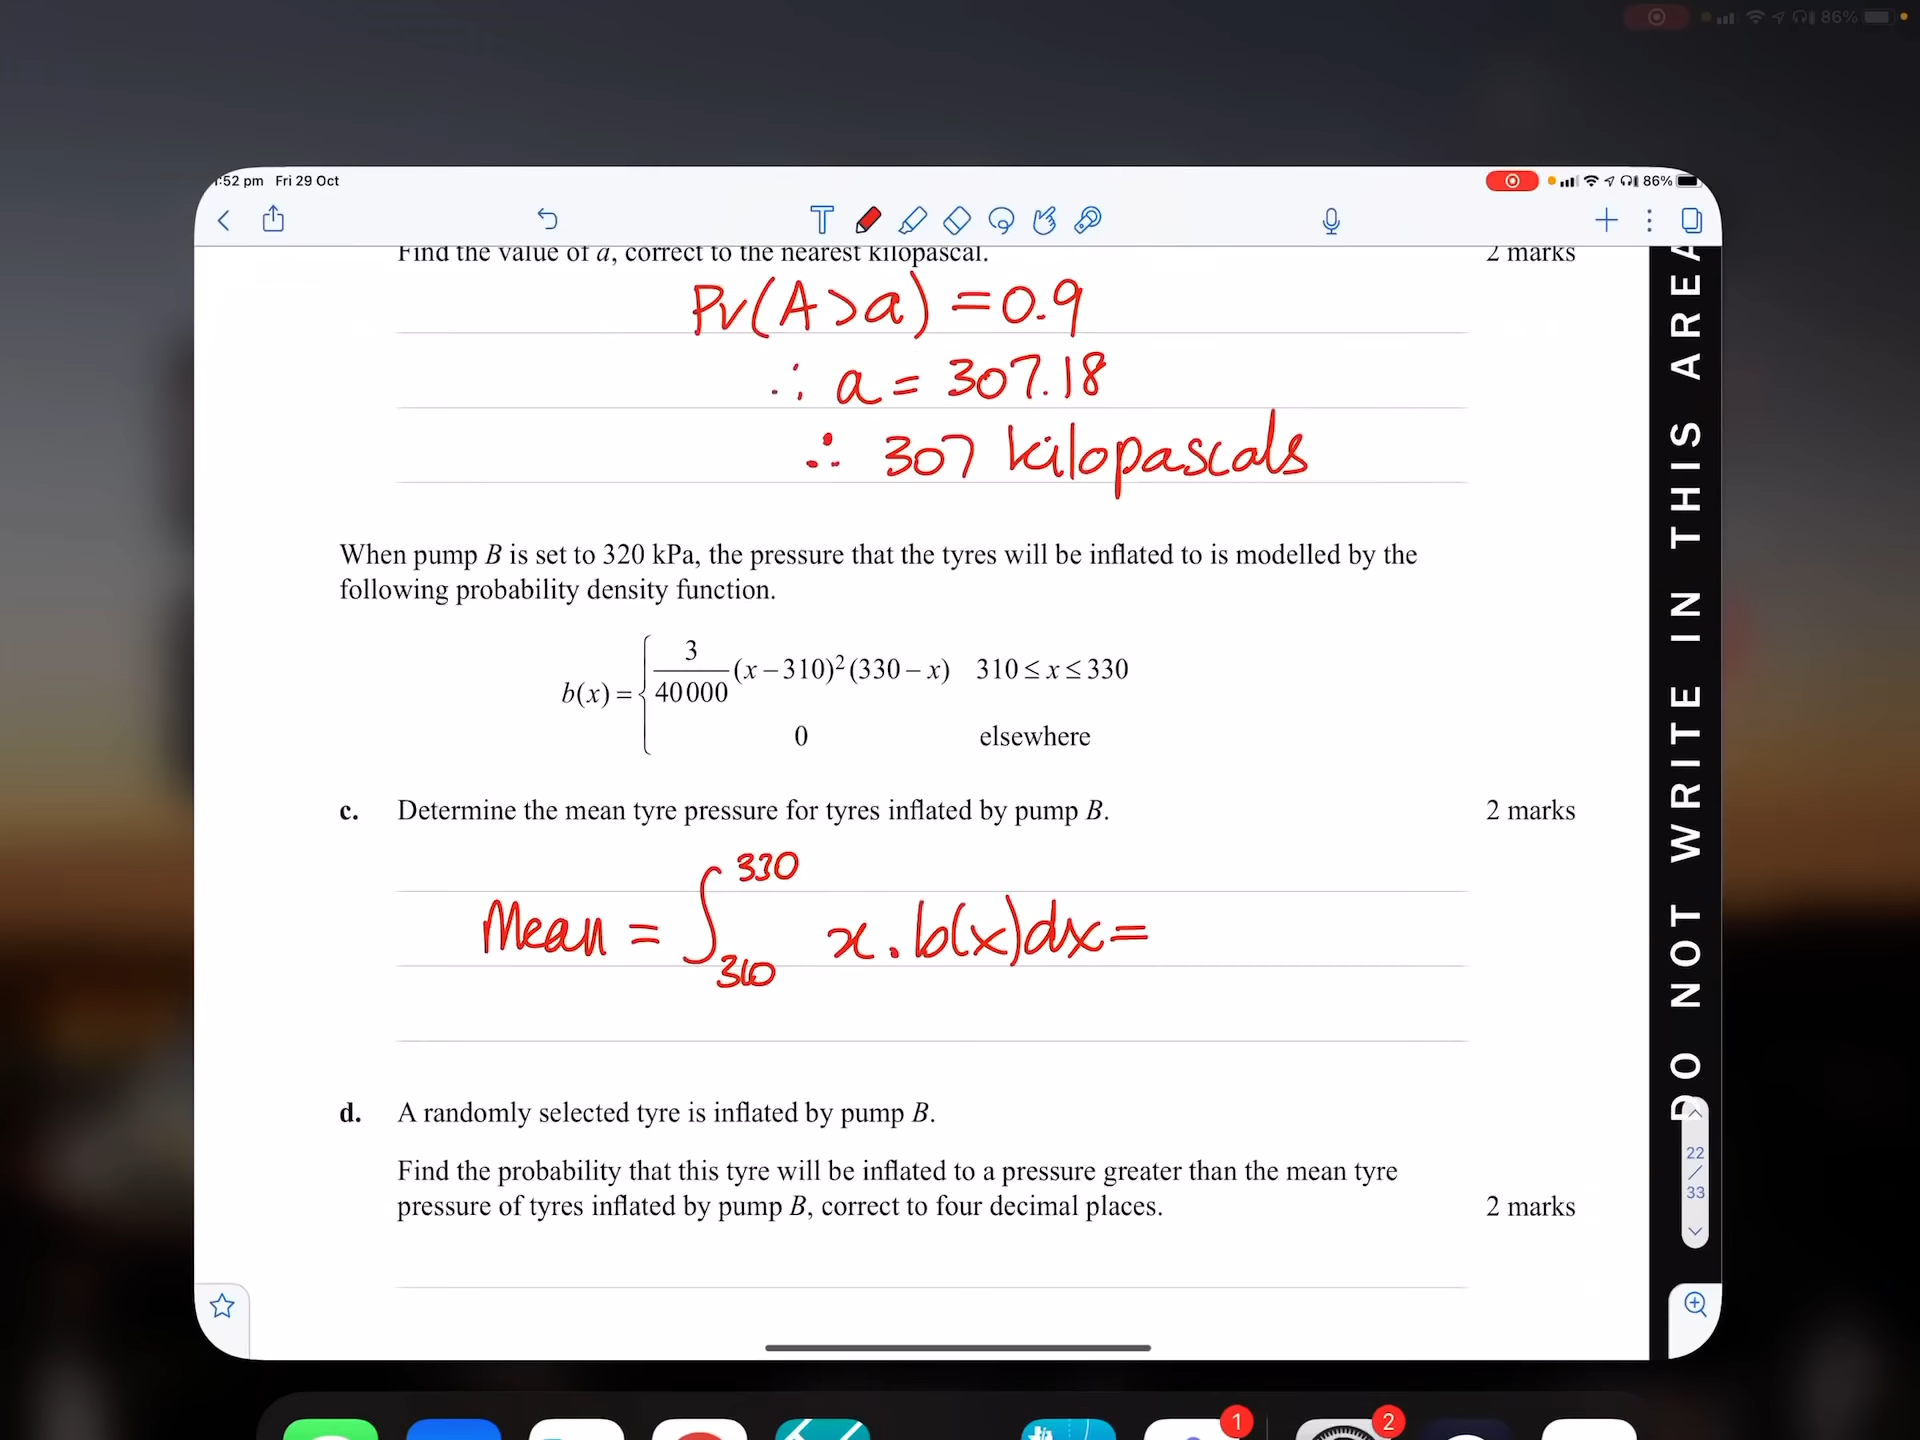 86%
:52 pm Fri 29 Oct
86%
Find the value of a, correct to the nearest kilopascal. 2 marks
Pr(A>a) = 0.9
∴ a = 307.18
∴ 307 kilopascals
When pump B is set to 320 kPa, the pressure that the tyres will be inflated to is modelled by the
following probability density function.
b(x) = { 3/40 000 (x – 310)² (330 – x) 310 ≤ x ≤ 330
0 elsewhere
c. Determine the mean tyre pressure for tyres inflated by pump B. 2 marks
Mean = ∫₃₁₀³³⁰ x . b(x)dx =
d. A randomly selected tyre is inflated by pump B.
Find the probability that this tyre will be inflated to a pressure greater than the mean tyre
pressure of tyres inflated by pump B, correct to four decimal places. 2 marks
DO NOT WRITE IN THIS AREA
22
/
33
1
2